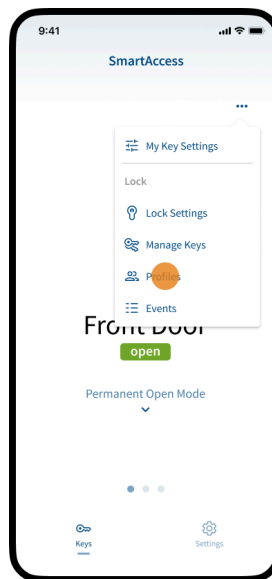 9:41
SmartAccess
My Key Settings
Lock
Lock Settings
Manage Keys
Profiles
Events
Front Door
open
Permanent Open Mode
Keys
Settings